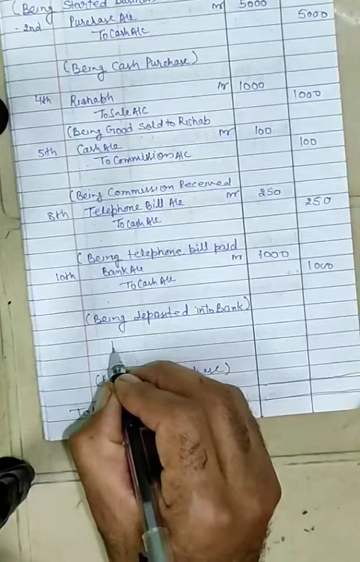 (Being Started
Dr 5000
2nd Purchase A/c 5000
To Cash A/c
(Being Cash Purchase)
4th Rishabh Dr 1000
To Sale A/C 1000
(Being Good Sold to Rishab
5th Cash A/c Dr 100
To Commission A/c 100
(Being Commission Received
8th Telephone Bill A/c Dr 250
To Cash A/c 250
(Being telephone bill paid
10th Bank A/c Dr 1000
To Cash A/c 1000
(Being deposited into Bank)